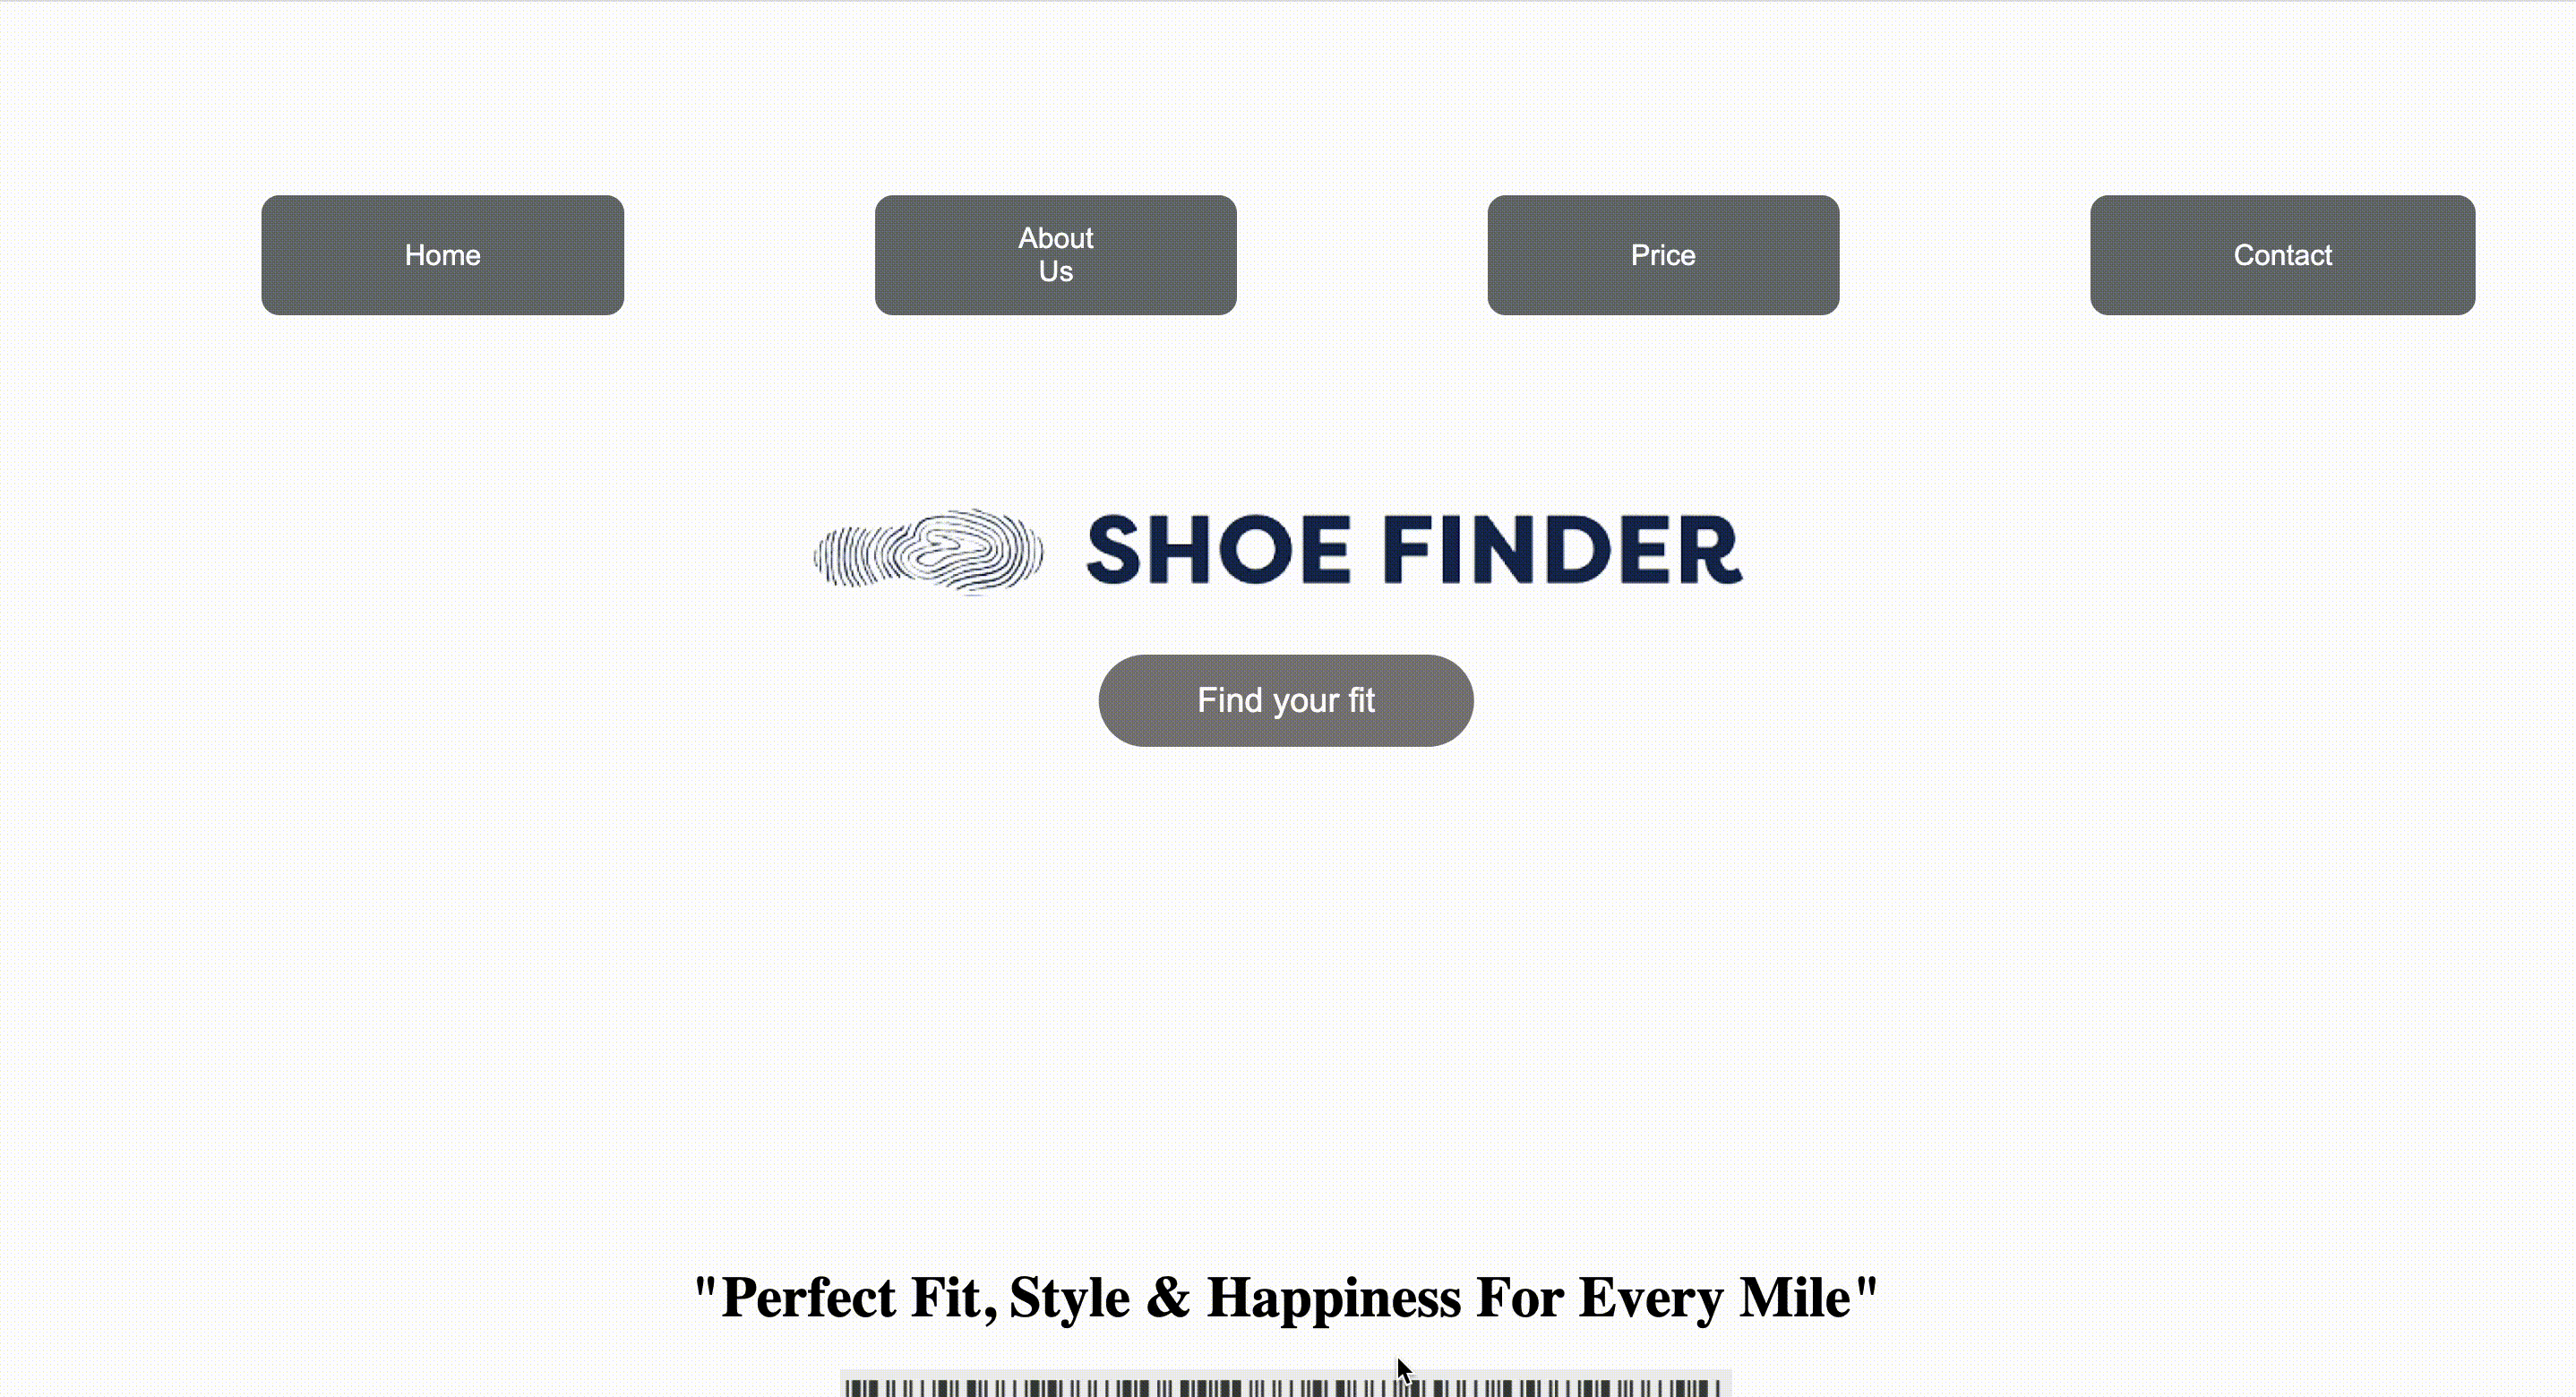 Home
About
Us
Price
Contact
SHOE FINDER
Find your fit
"Perfect Fit, Style & Happiness For Every Mile"